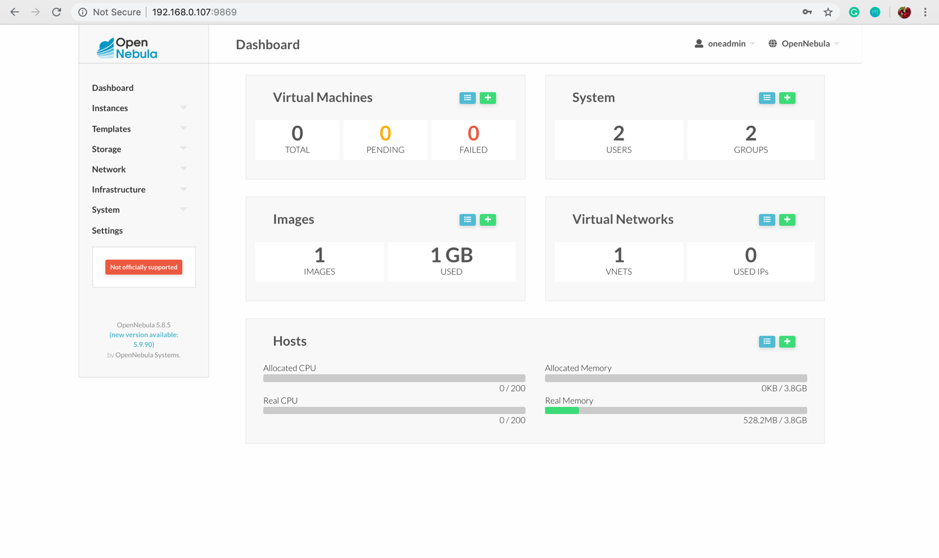 Not Secure | 192.168.0.107:9869
Open
Nebula
Dashboard
oneadmin
OpenNebula
Dashboard
Instances
Templates
Storage
Network
Infrastructure
System
Settings
Not officially supported
OpenNebula 5.8.5
(new version available:
5.9.90)
by OpenNebula Systems.
Virtual Machines
0
TOTAL
0
PENDING
0
FAILED
System
2
USERS
2
GROUPS
Images
1
IMAGES
1 GB
USED
Virtual Networks
1
VNETS
0
USED IPs
Hosts
Allocated CPU
0 / 200
Real CPU
0 / 200
Allocated Memory
0KB / 3.8GB
Real Memory
528.2MB / 3.8GB